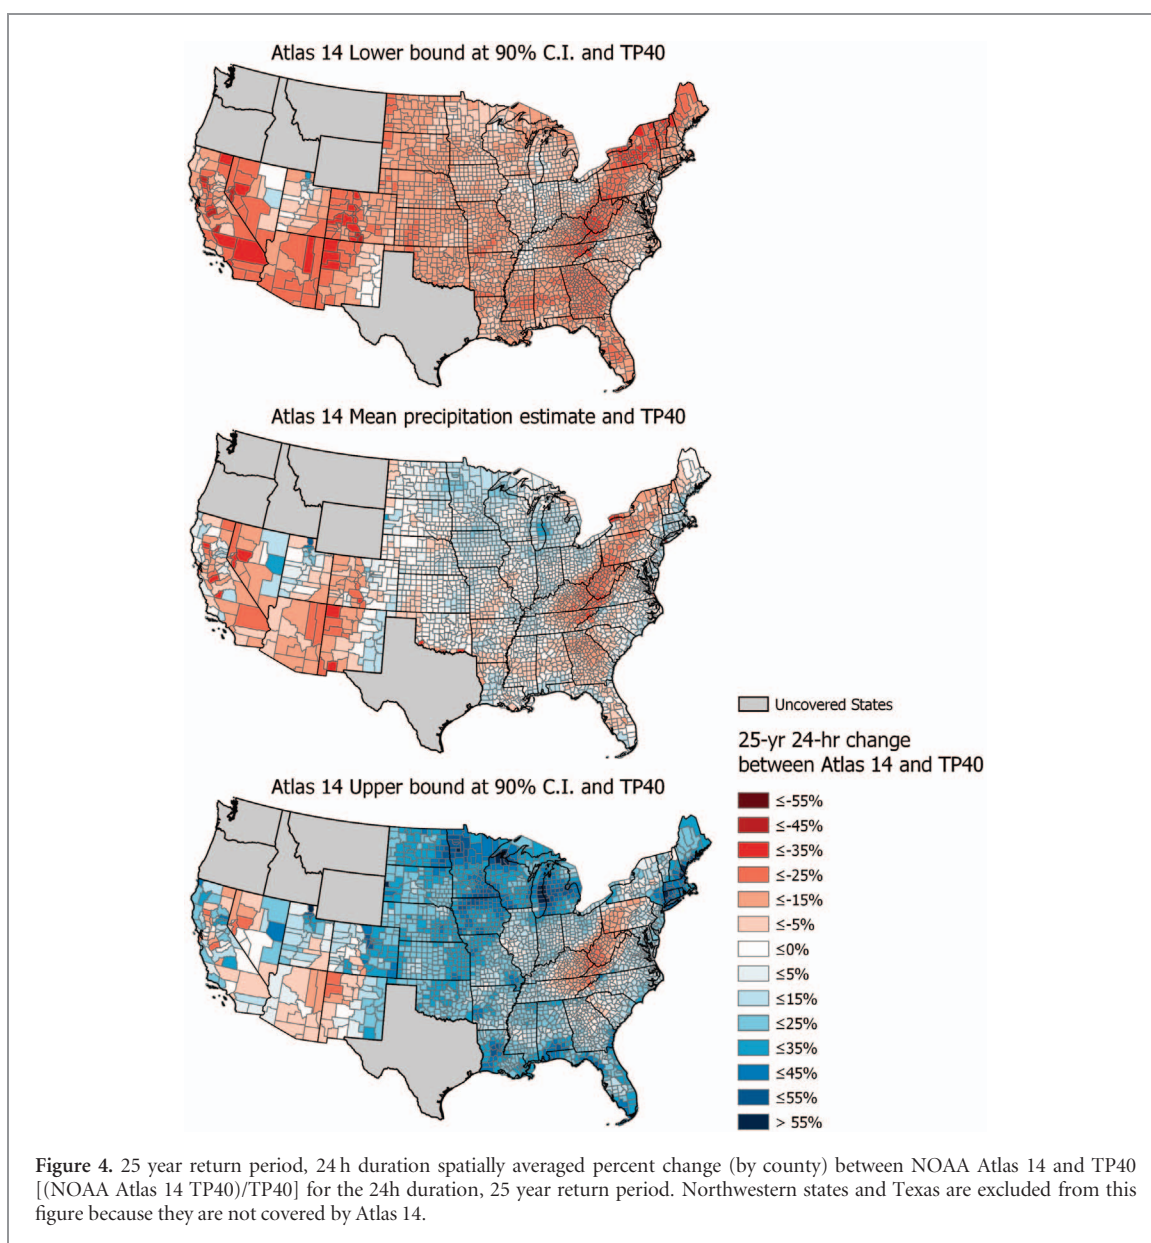 Atlas 14 Lower bound at 90% C.I. and TP40
Atlas 14 Mean precipitation estimate and TP40
Atlas 14 Upper bound at 90% C.I. and TP40
Uncovered States
25-yr 24-hr change
between Atlas 14 and TP40
≤-55%
≤-45%
≤-35%
≤-25%
≤-15%
≤-5%
≤0%
≤5%
≤15%
≤25%
≤35%
≤45%
≤55%
> 55%
Figure 4. 25 year return period, 24 h duration spatially averaged percent change (by county) between NOAA Atlas 14 and TP40
[(NOAA Atlas 14 TP40)/TP40] for the 24h duration, 25 year return period. Northwestern states and Texas are excluded from this
figure because they are not covered by Atlas 14.